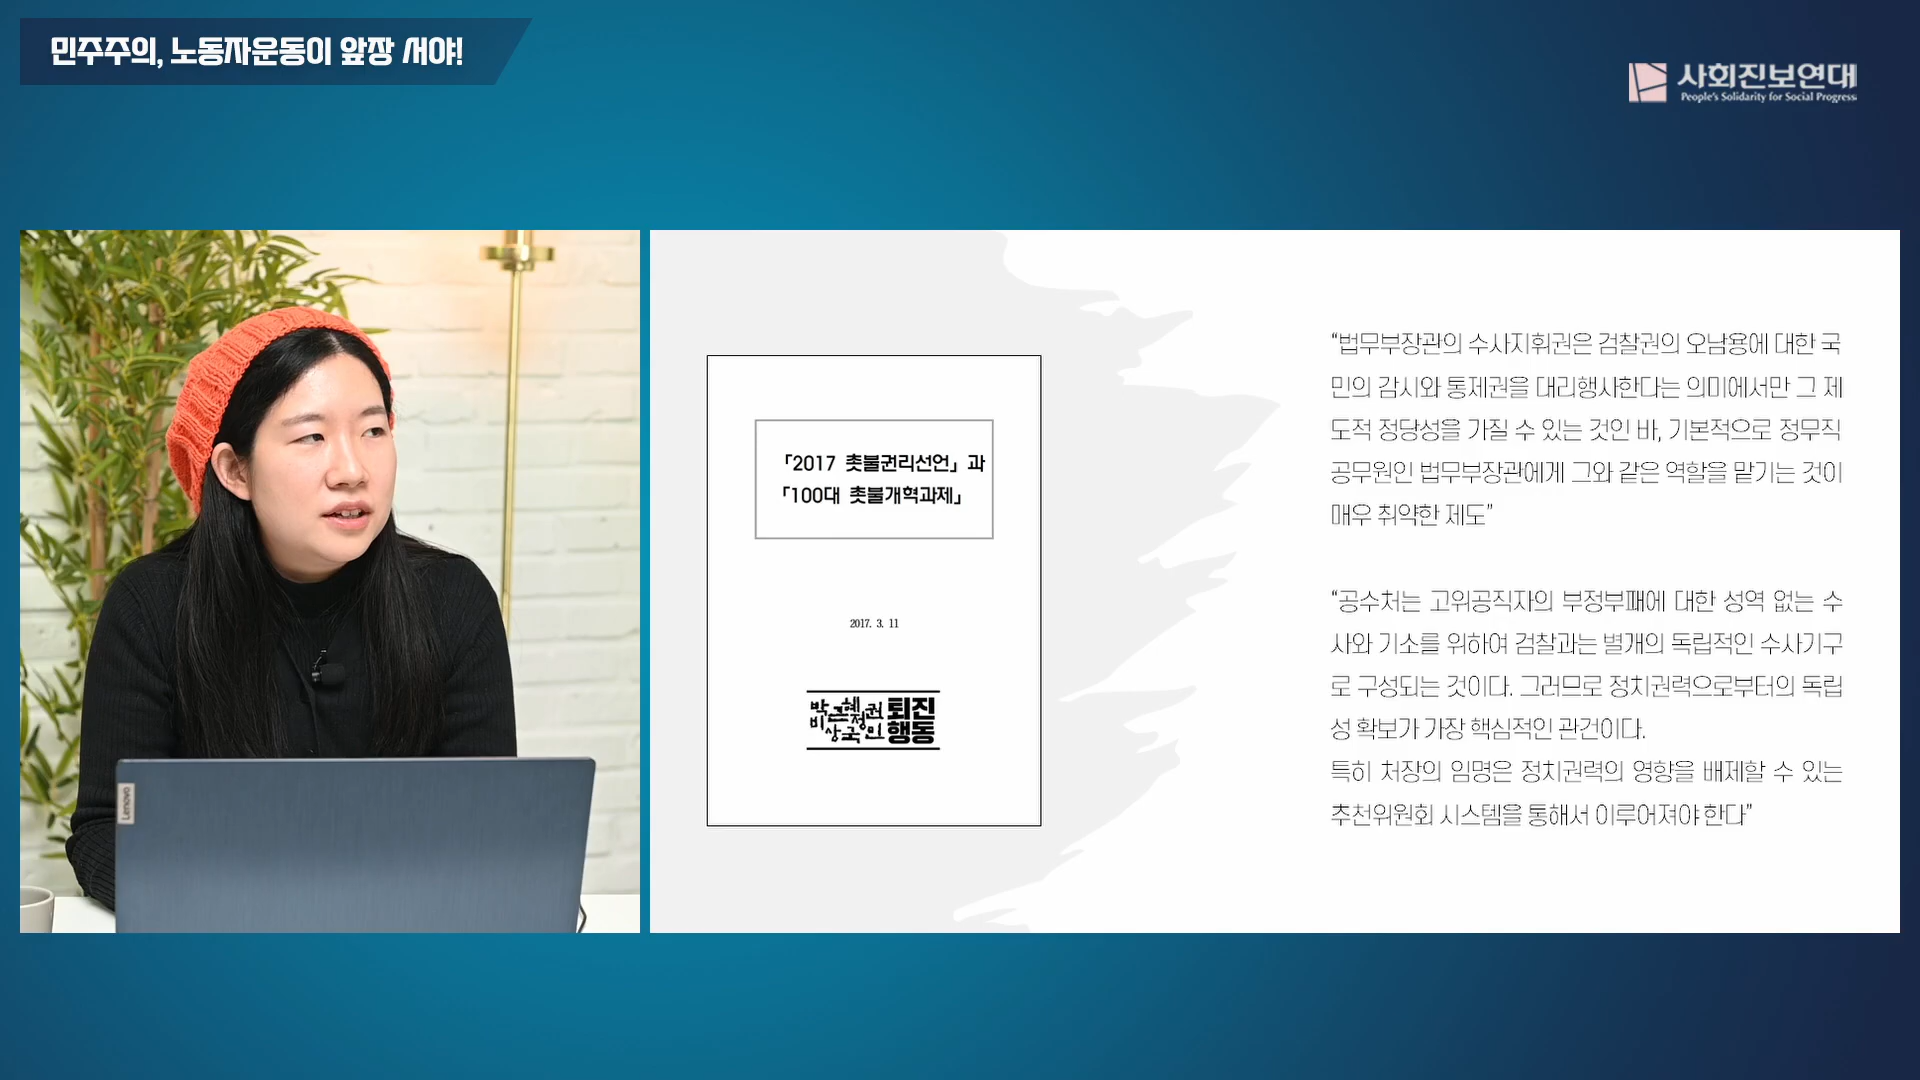 민주주의, 노동자운동이 앞장 서야!
사회진보연대
People's Solidarity for Social Progress
Lenovo
「2017 촛불권리선언」과
「100대 촛불개혁과제」
2017. 3. 11
박근혜정권 퇴진
비상국민 행동
“법무부장관의 수사지휘권은 검찰권의 오남용에 대한 국
민의 감시와 통제권을 대리행사한다는 의미에서만 그 제
도적 정당성을 가질 수 있는 것인 바, 기본적으로 정무직
공무원인 법무부장관에게 그와 같은 역할을 맡기는 것이
매우 취약한 제도”
“공수처는 고위공직자의 부정부패에 대한 성역 없는 수
사와 기소를 위하여 검찰과는 별개의 독립적인 수사기구
로 구성되는 것이다. 그러므로 정치권력으로부터의 독립
성 확보가 가장 핵심적인 관건이다.
특히 처장의 임명은 정치권력의 영향을 배제할 수 있는
추천위원회 시스템을 통해서 이루어져야 한다”